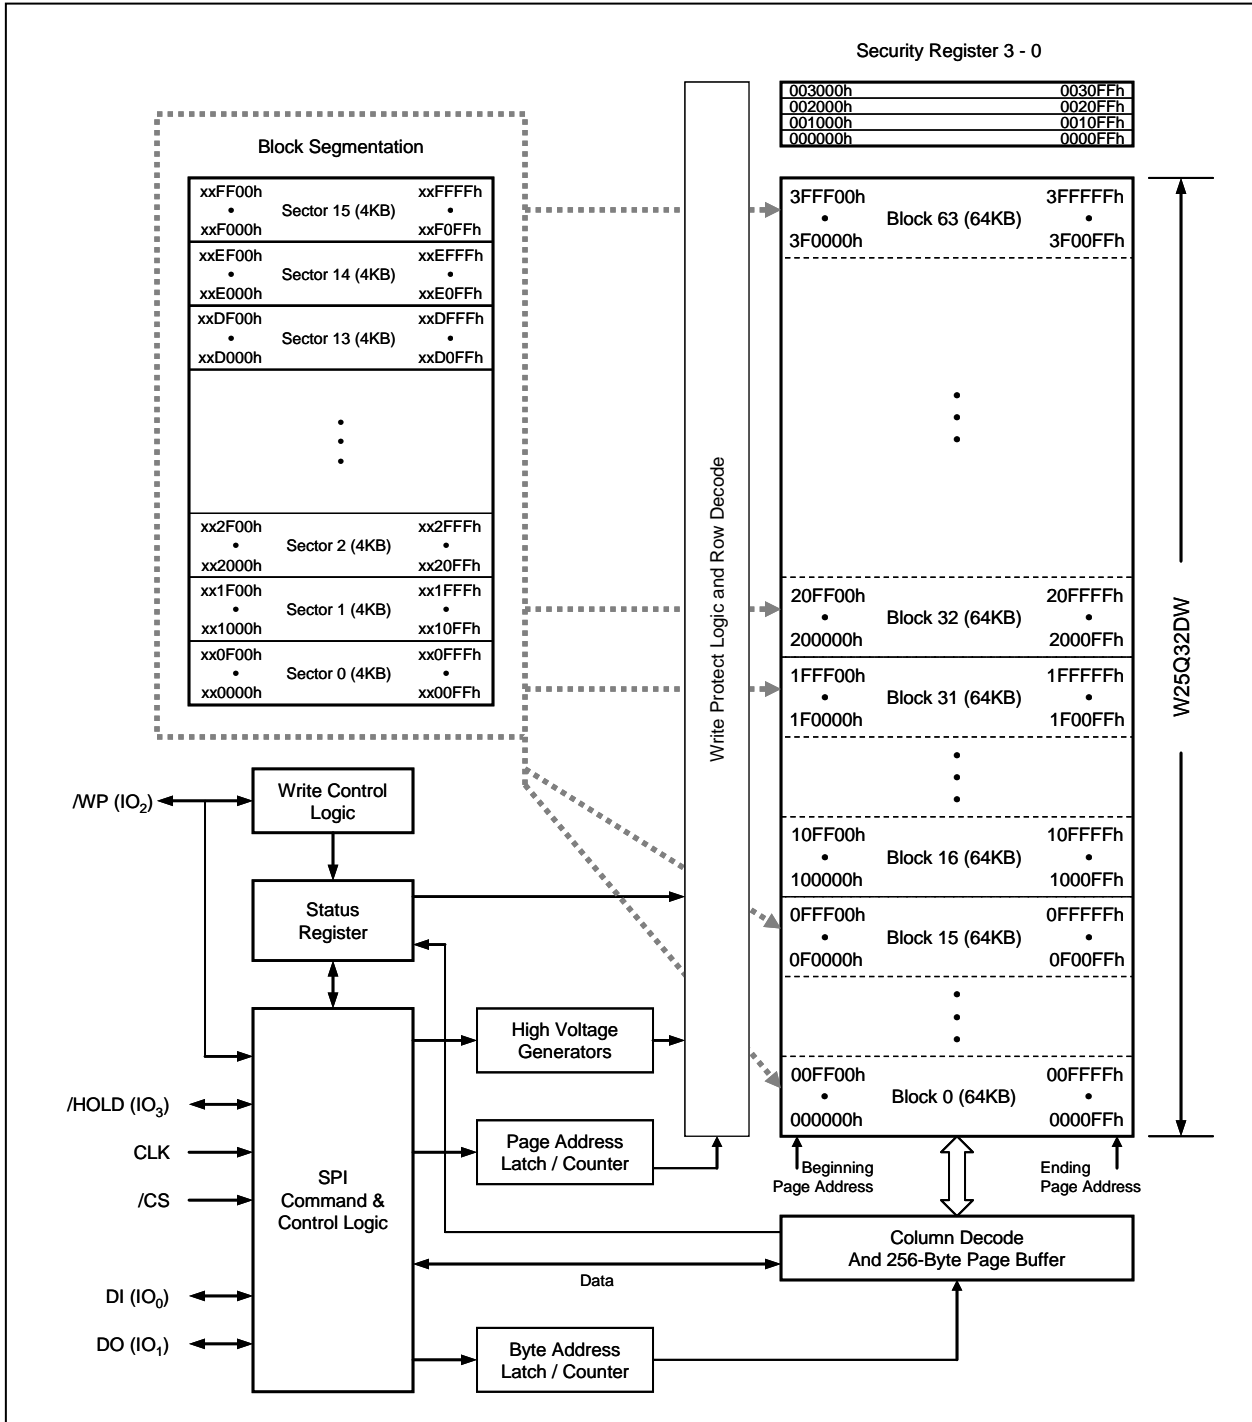 Security Register 3 - 0
003000h 0030FFh
002000h 0020FFh
001000h 0010FFh
000000h 0000FFh
Block Segmentation
xxFF00h xxFFFFh
• Sector 15 (4KB) •
xxF000h xxF0FFh
xxEF00h xxEFFFh
• Sector 14 (4KB) •
xxE000h xxE0FFh
xxDF00h xxDFFFh
• Sector 13 (4KB) •
xxD000h xxD0FFh
xx2F00h xx2FFFh
• Sector 2 (4KB) •
xx2000h xx20FFh
xx1F00h xx1FFFh
• Sector 1 (4KB) •
xx1000h xx10FFh
xx0F00h xx0FFFh
• Sector 0 (4KB) •
xx0000h xx00FFh
Write Protect Logic and Row Decode
3FFF00h 3FFFFFh
• Block 63 (64KB) •
3F0000h 3F00FFh
20FF00h 20FFFFh
• Block 32 (64KB) •
200000h 2000FFh
1FFF00h 1FFFFFh
• Block 31 (64KB) •
1F0000h 1F00FFh
10FF00h 10FFFFh
• Block 16 (64KB) •
100000h 1000FFh
0FFF00h 0FFFFFh
• Block 15 (64KB) •
0F0000h 0F00FFh
00FF00h 00FFFFh
• Block 0 (64KB) •
000000h 0000FFh
W25Q32DW
Beginning
Page Address
Ending
Page Address
/WP (IO2)
Write Control
Logic
Status
Register
High Voltage
Generators
/HOLD (IO3)
CLK
/CS
SPI
Command &
Control Logic
Page Address
Latch / Counter
Column Decode
And 256-Byte Page Buffer
Data
DI (IO0)
DO (IO1)
Byte Address
Latch / Counter